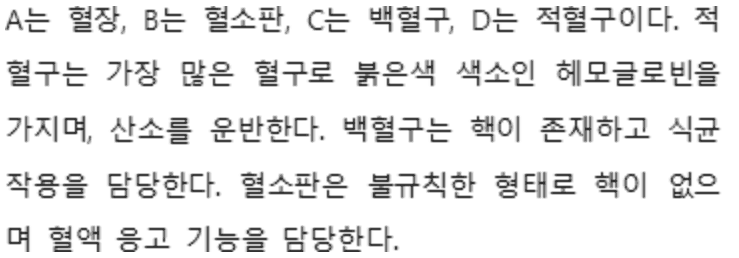 A는 혈장, B는 혈소판, C는 백혈구, D는 적혈구이다. 적
혈구는 가장 많은 혈구로 붉은색 색소인 헤모글로빈을
가지며, 산소를 운반한다. 백혈구는 핵이 존재하고 식균
작용을 담당한다. 혈소판은 불규칙한 형태로 핵이 없으
며 혈액 응고 기능을 담당한다.